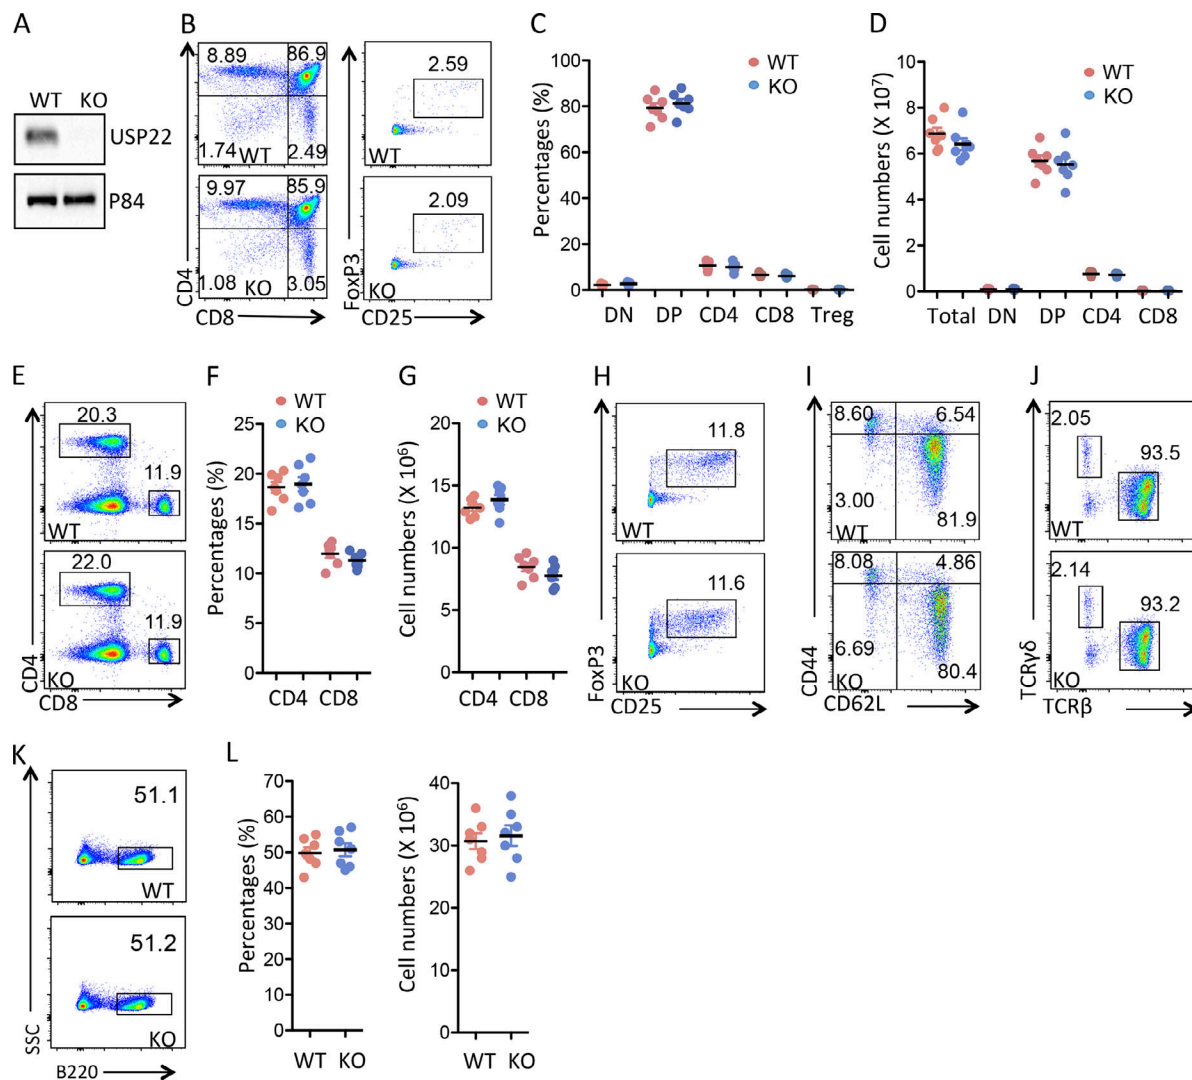 A
WT KO
USP22
P84
B
8.89 86.9
1.74 WT 2.49
9.97 85.9
1.08 KO 3.05
CD4
CD8
2.59
WT
2.09
KO
FoxP3
CD25
C
WT
KO
Percentages (%)
100
80
60
40
20
0
DN DP CD4 CD8 Treg
D
WT
KO
Cell numbers (X 10⁷)
10
8
6
4
2
0
Total DN DP CD4 CD8
E
20.3
11.9
WT
22.0
11.9
KO
CD4
CD8
F
WT
KO
Percentages (%)
25
20
15
10
5
0
CD4 CD8
G
WT
KO
Cell numbers (X 10⁶)
20
15
10
5
0
CD4 CD8
H
11.8
WT
11.6
KO
FoxP3
CD25
I
8.60 6.54
3.00
WT 81.9
8.08 4.86
6.69
KO 80.4
CD44
CD62L
J
2.05
93.5
WT
2.14
93.2
KO
TCRγδ
TCRβ
K
51.1
WT
51.2
KO
SSC
B220
L
Percentages (%)
70
60
50
40
30
20
10
0
WT KO
Cell numbers (X 10⁶)
40
30
20
10
0
WT KO